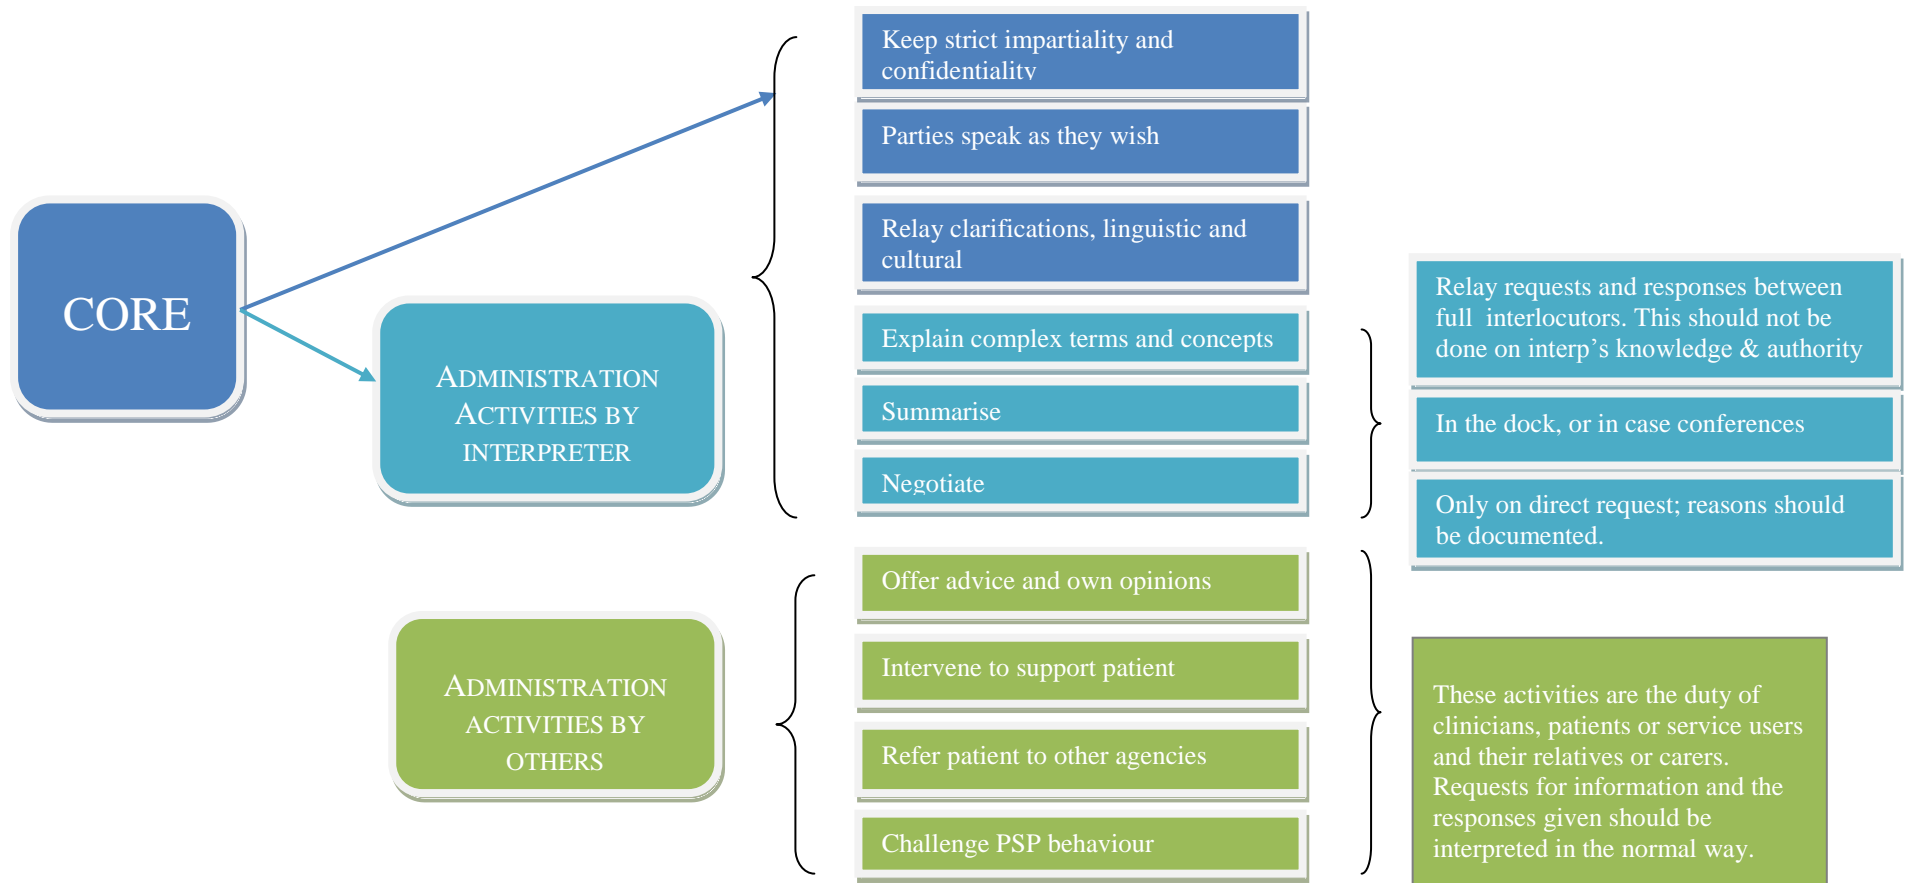 Keep strict impartiality and
confidentiality
Parties speak as they wish
Relay clarifications, linguistic and
cultural
CORE
ADMINISTRATION
ACTIVITIES BY
INTERPRETER
Explain complex terms and concepts
Summarise
Negotiate
Relay requests and responses between
full interlocutors. This should not be
done on interp's knowledge & authority
In the dock, or in case conferences
Only on direct request; reasons should
be documented.
ADMINISTRATION
ACTIVITIES BY
OTHERS
Offer advice and own opinions
Intervene to support patient
Refer patient to other agencies
Challenge PSP behaviour
These activities are the duty of
clinicians, patients or service users
and their relatives or carers.
Requests for information and the
responses given should be
interpreted in the normal way.